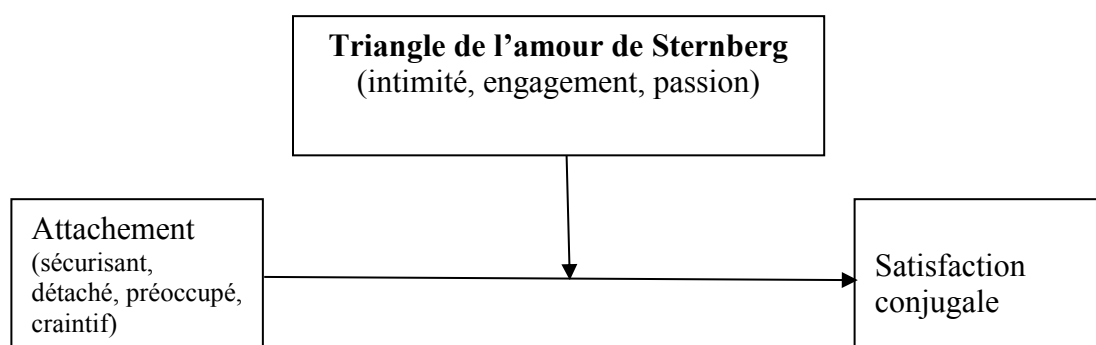 Triangle de l’amour de Sternberg
(intimité, engagement, passion)
Attachement
(sécurisant,
détaché, préoccupé,
craintif)
Satisfaction
conjugale